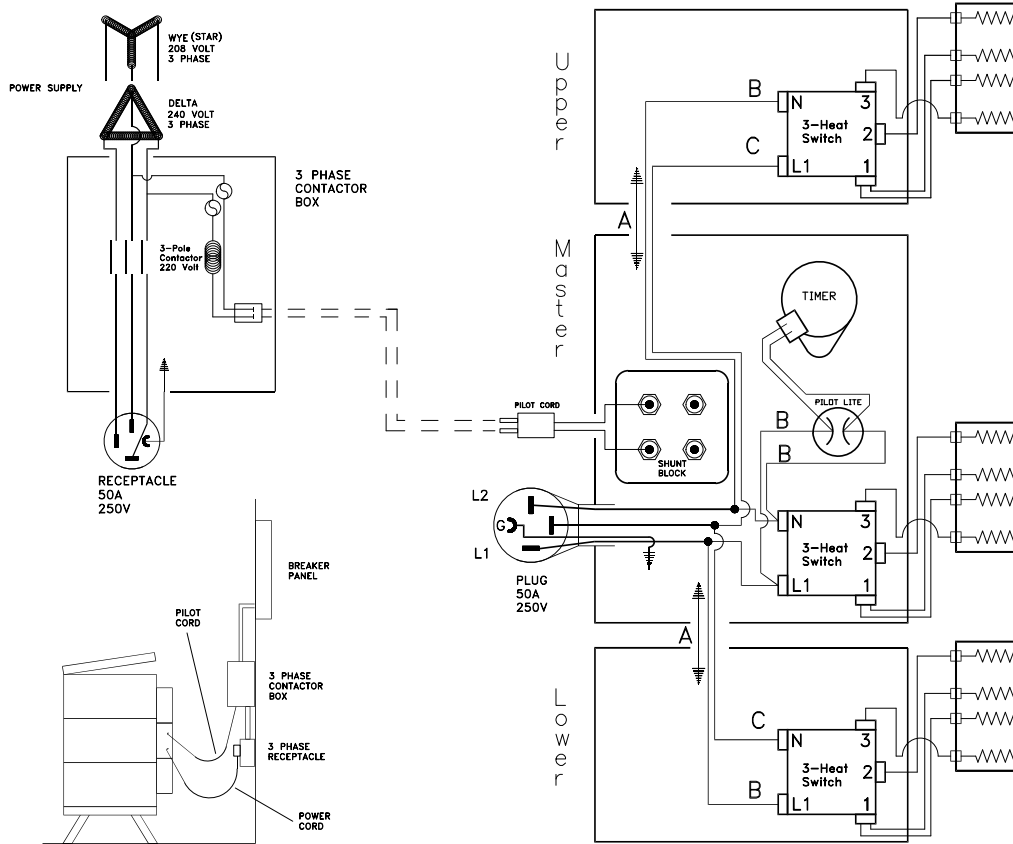 WYE (STAR)
208 VOLT
3 PHASE
POWER SUPPLY
DELTA
240 VOLT
3 PHASE
3 PHASE
CONTACTOR
BOX
3-Pole
Contactor
220 Volt
RECEPTACLE
50A
250V
BREAKER
PANEL
PILOT
CORD
3 PHASE
CONTACTOR
BOX
3 PHASE
RECEPTACLE
POWER
CORD
Upper
B
C
A
N
L1
3-Heat
Switch
3
2
1
Master
TIMER
PILOT LITE
B
B
PILOT CORD
SHUNT
BLOCK
L2
G
L1
PLUG
50A
250V
N
L1
3-Heat
Switch
3
2
1
A
Lower
C
B
N
L1
3-Heat
Switch
3
2
1